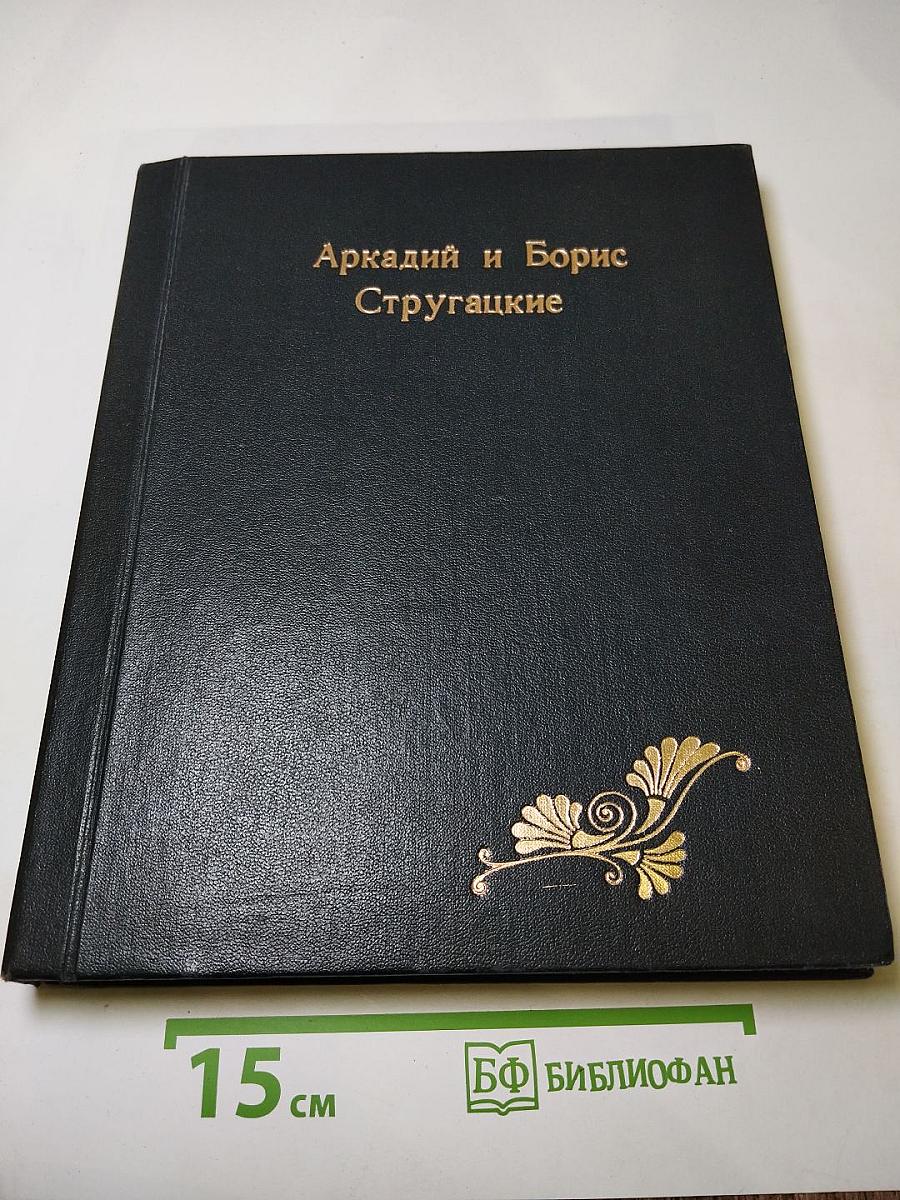 Аркадий и Борис
Стругацкие
15 см
БФ БИБЛИОФАН